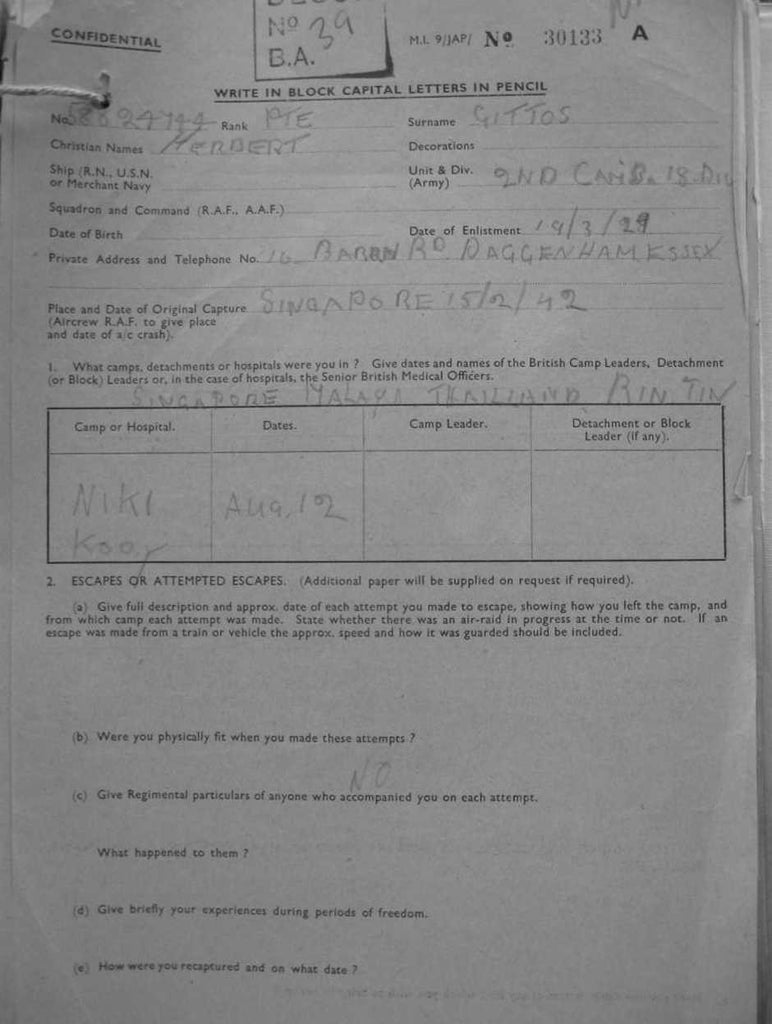 CONFIDENTIAL
No 39
B.A.
M.I. 9/JAP/ No 30133 A
WRITE IN BLOCK CAPITAL LETTERS IN PENCIL
No. Rank PTE Surname GITTOS
Christian Names HERBERT Decorations
Ship (R.N., U.S.N. or Merchant Navy Unit & Div. (Army) 2ND CAMB. 18 DIV
Squadron and Command (R.A.F., A.A.F.)
Date of Birth Date of Enlistment 19/3/29
Private Address and Telephone No. 16 RD DAGGENHAM ESSEX
Place and Date of Original Capture SINGAPORE 15/2/42
(Aircrew R.A.F. to give place
and date of a/c crash).
1. What camps, detachments or hospitals were you in ? Give dates and names of the British Camp Leaders, Detachment
(or Block) Leaders or, in the case of hospitals, the Senior British Medical Officers.
SINGAPORE MALAYA THAILAND TIN
Camp or Hospital. Dates. Camp Leader. Detachment or Block
Leader (if any).
NIKI AUG, 
2. ESCAPES OR ATTEMPTED ESCAPES. (Additional paper will be supplied on request if required).
(a) Give full description and approx. date of each attempt you made to escape, showing how you left the camp, and
from which camp each attempt was made. State whether there was an air-raid in progress at the time or not. If an
escape was made from a train or vehicle the approx. speed and how it was guarded should be included.
(b) Were you physically fit when you made these attempts ?
NO
(c) Give Regimental particulars of anyone who accompanied you on each attempt.
What happened to them ?
(d) Give briefly your experiences during periods of freedom.
(e) How were you recaptured and on what date ?